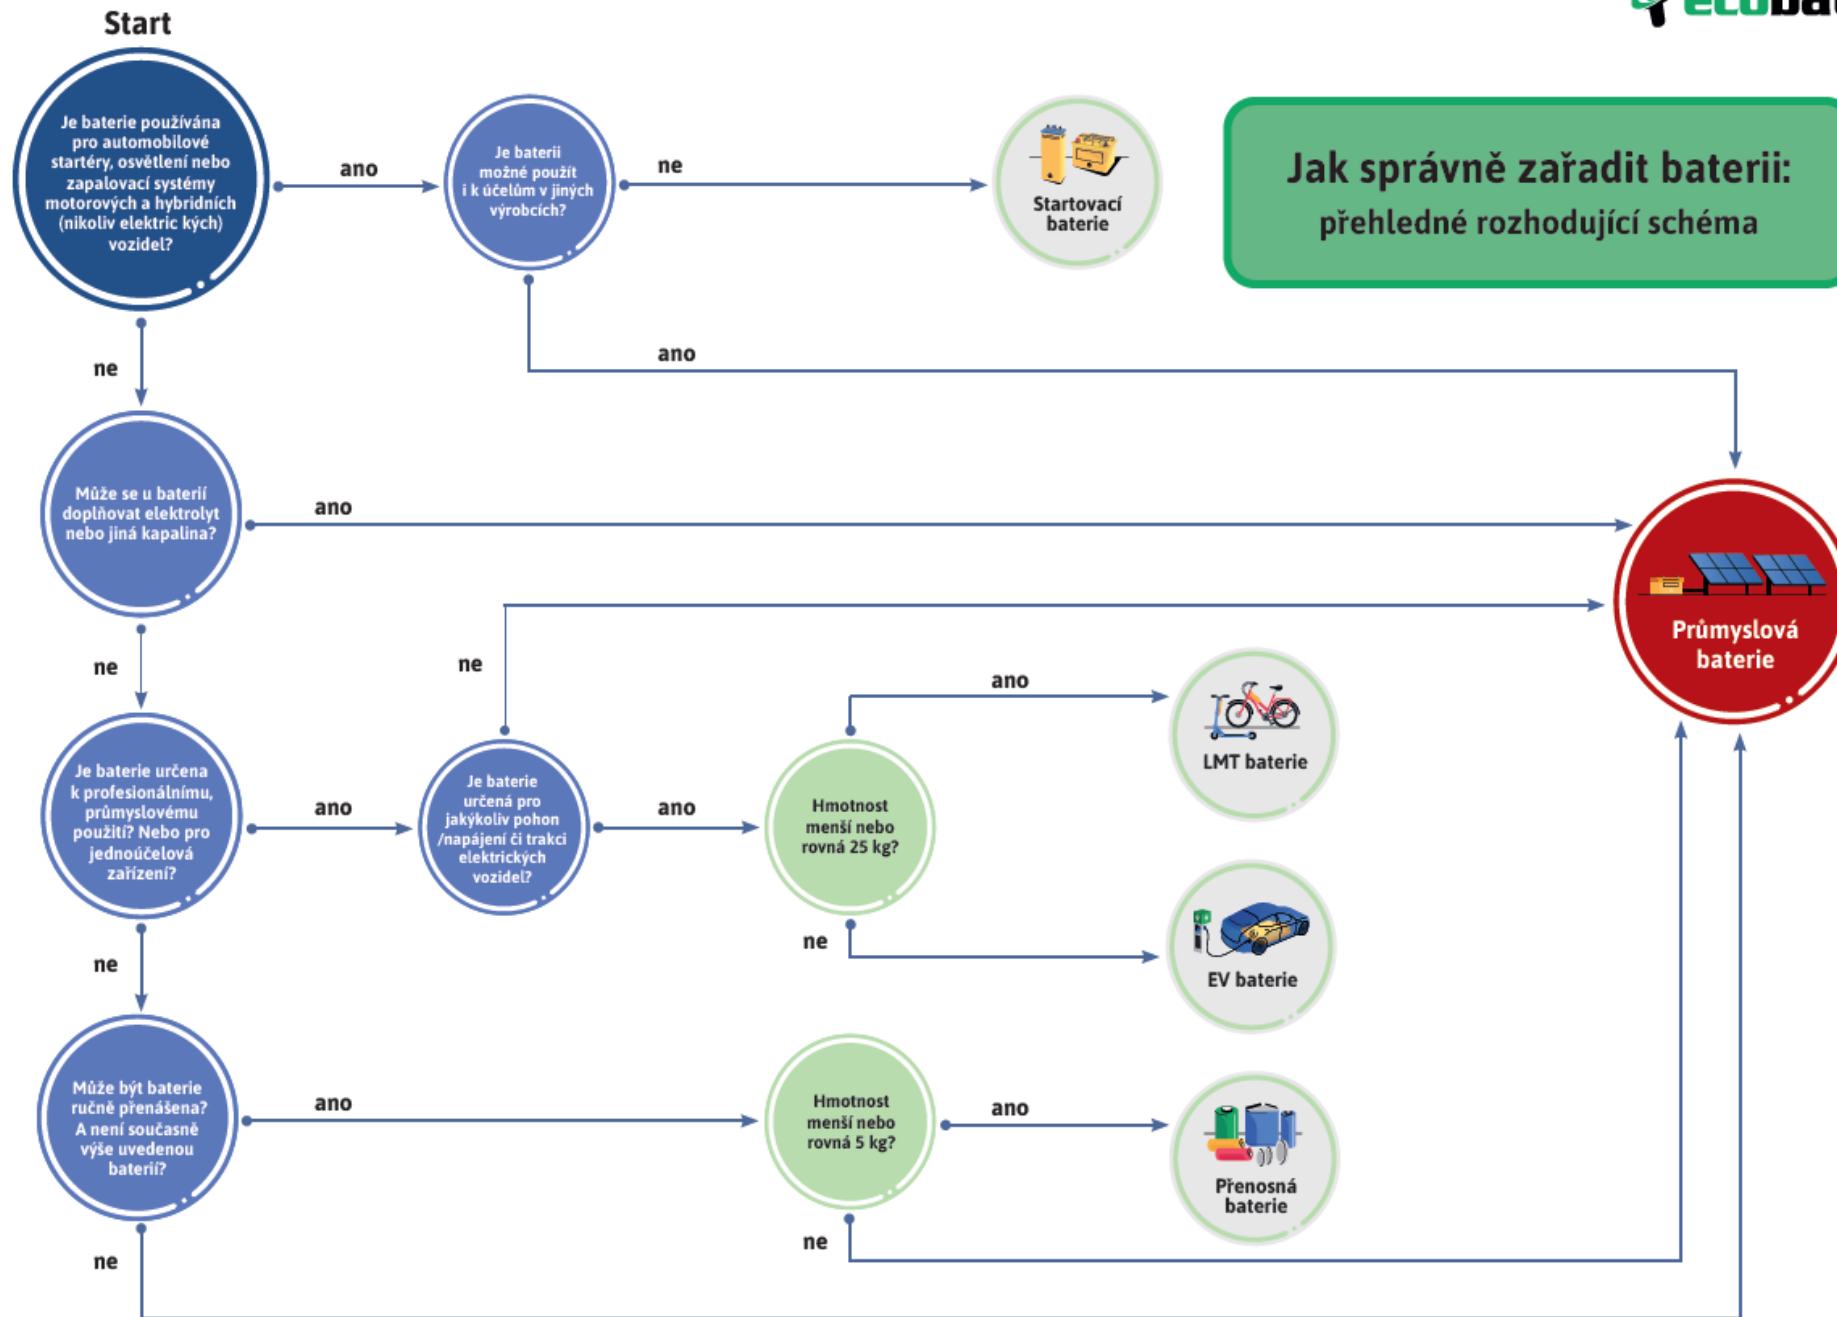 Start
ecobat
Je baterie používána
pro automobilové
startéry, osvětlení nebo
zapalovací systémy
motorových a hybridních
(nikoliv elektric kých)
vozidel?
ano
Je baterii
možné použít
i k účelům v jiných
výrobcích?
ne
Startovací
baterie
Jak správně zařadit baterii:
přehledné rozhodující schéma
ne
ano
Může se u baterií
doplňovat elektrolyt
nebo jiná kapalina?
ano
Průmyslová
baterie
ne
ne
ano
LMT baterie
Je baterie určena
k profesionálnímu,
průmyslovému
použití? Nebo pro
jednoúčelová
zařízení?
ano
Je baterie
určená pro
jakýkoliv pohon
/napájení či trakci
elektrických
vozidel?
ano
Hmotnost
menší nebo
rovná 25 kg?
ne
EV baterie
ne
Může být baterie
ručně přenášena?
A není současně
výše uvedenou
baterií?
ano
Hmotnost
menší nebo
rovná 5 kg?
ano
Přenosná
baterie
ne
ne